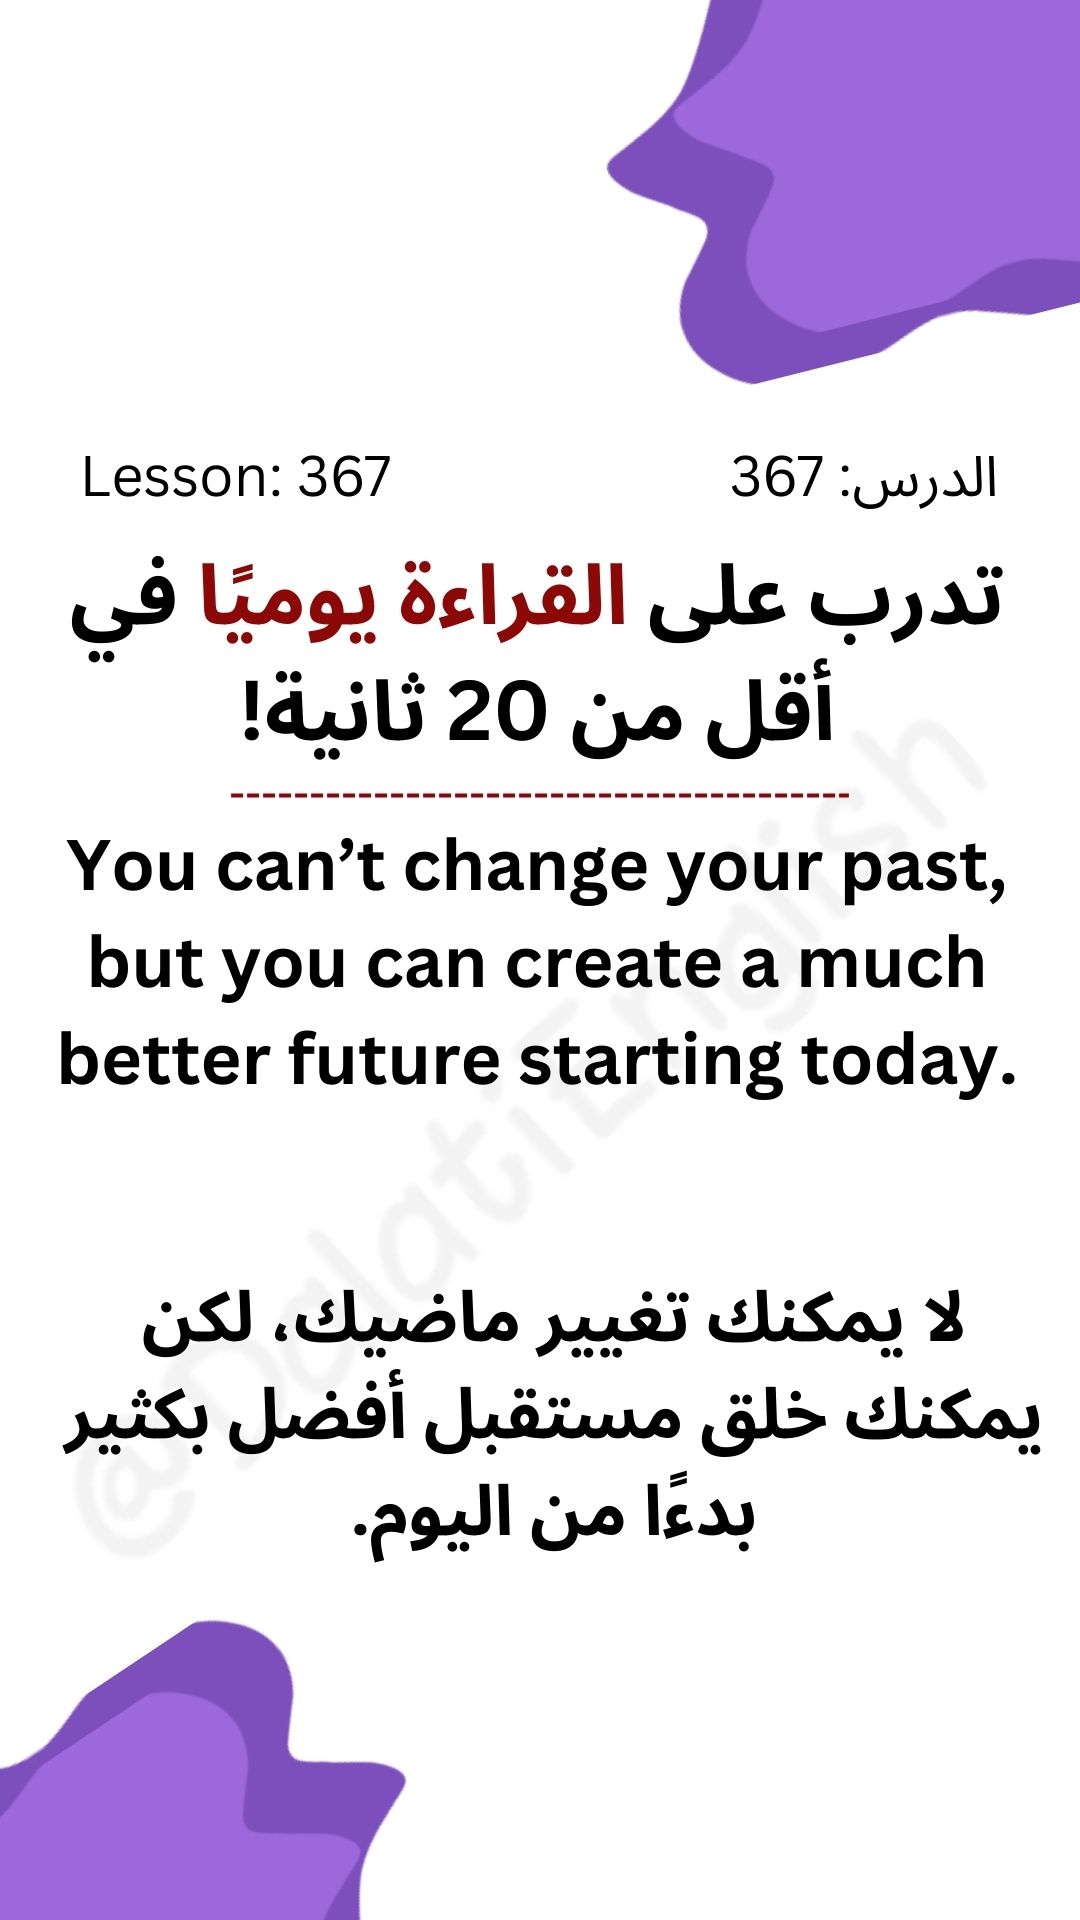 Lesson: 367
الدرس: 367
تدرب على القراءة يوميًا في
أقل من 20 ثانية!
---------------------------------------
You can’t change your past,
but you can create a much
better future starting today.
لا يمكنك تغيير ماضيك، لكن
يمكنك خلق مستقبل أفضل بكثير
بدءًا من اليوم.
@DalatiEnglish